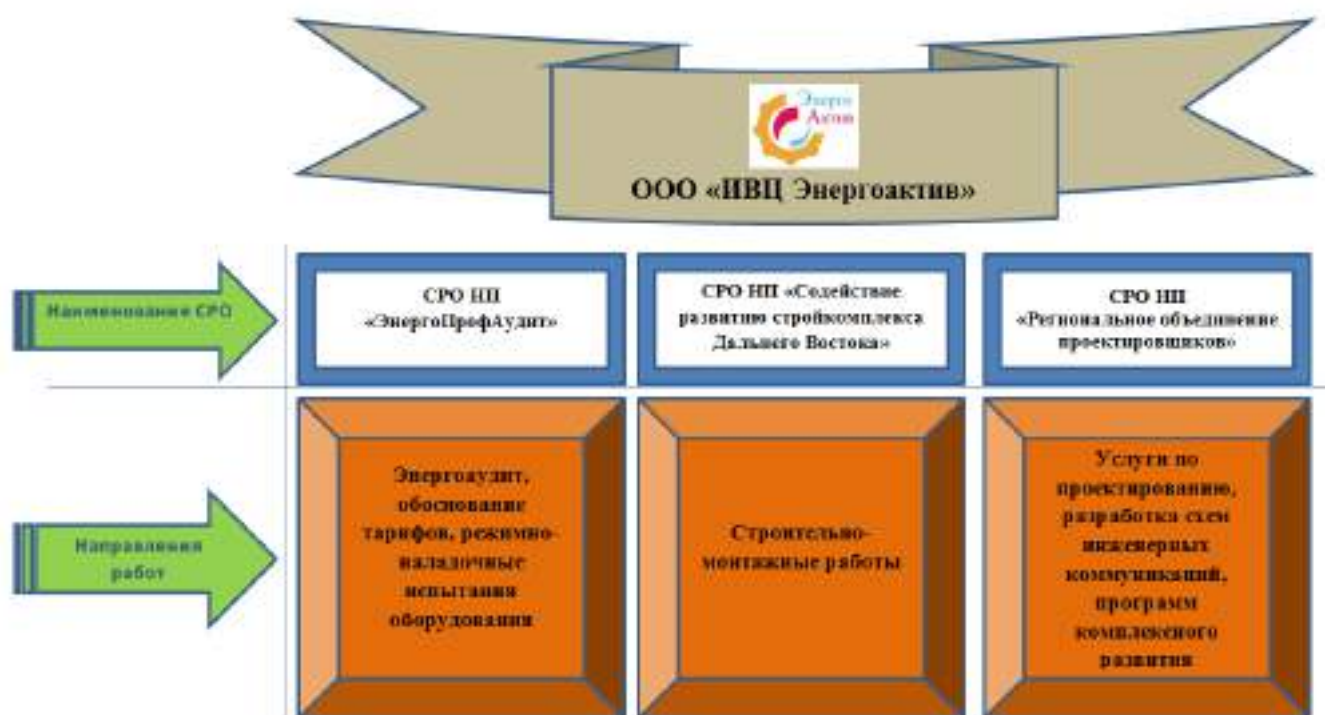 Энерго
Актив
ООО «ИВЦ Энергоактив»
Наименования СРО
СРО НП
«ЭнергоПрофАудит»
СРО НП «Содействие
развитию стройкомплекса
Дальнего Востока»
СРО НП
«Региональное объединение
проектировщиков»
Направления
работ
Энергоаудит,
обоснование
тарифов, режимно-
наладочные
испытания
оборудования
Строительно-
монтажные работы
Услуги по
проектированию,
разработка схем
инженерных
коммуникаций,
программ
комплексного
развития